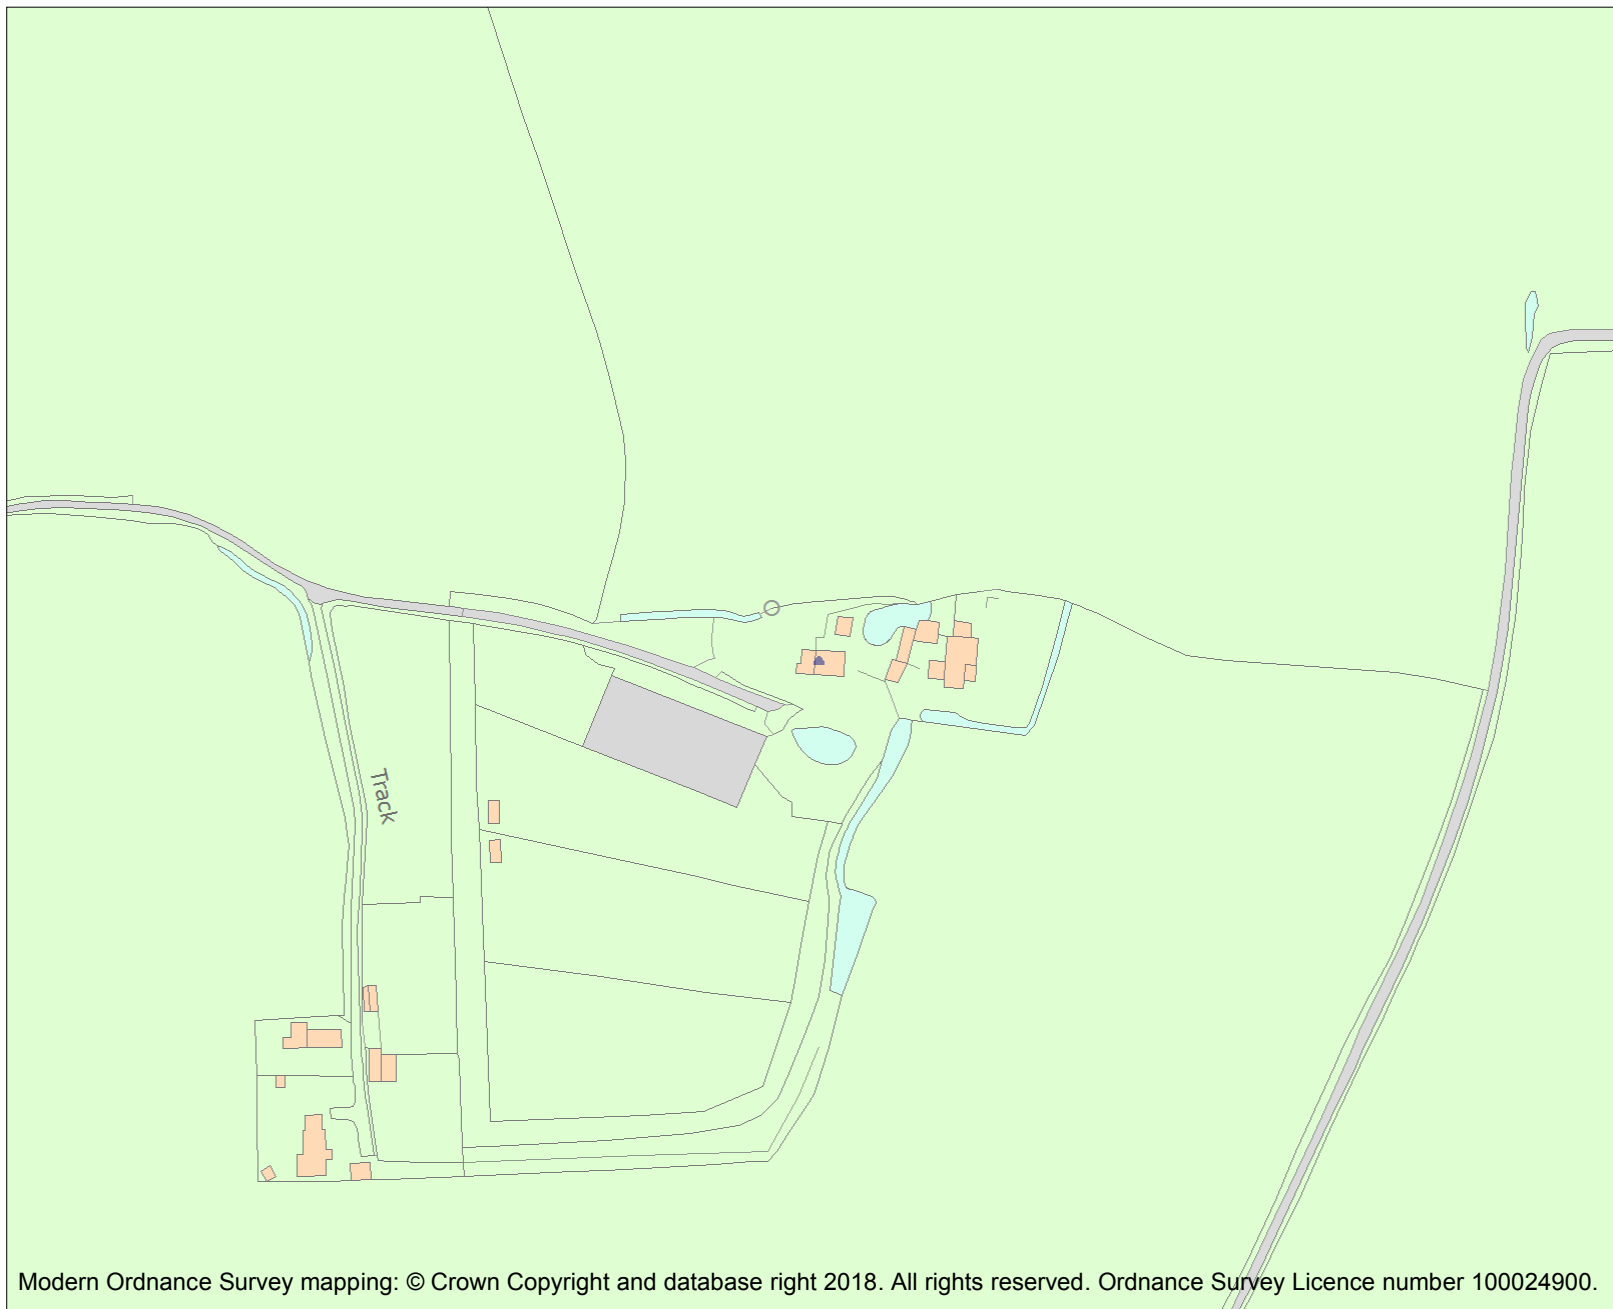 Track
Modern Ordnance Survey mapping: © Crown Copyright and database right 2018. All rights reserved. Ordnance Survey Licence number 100024900.